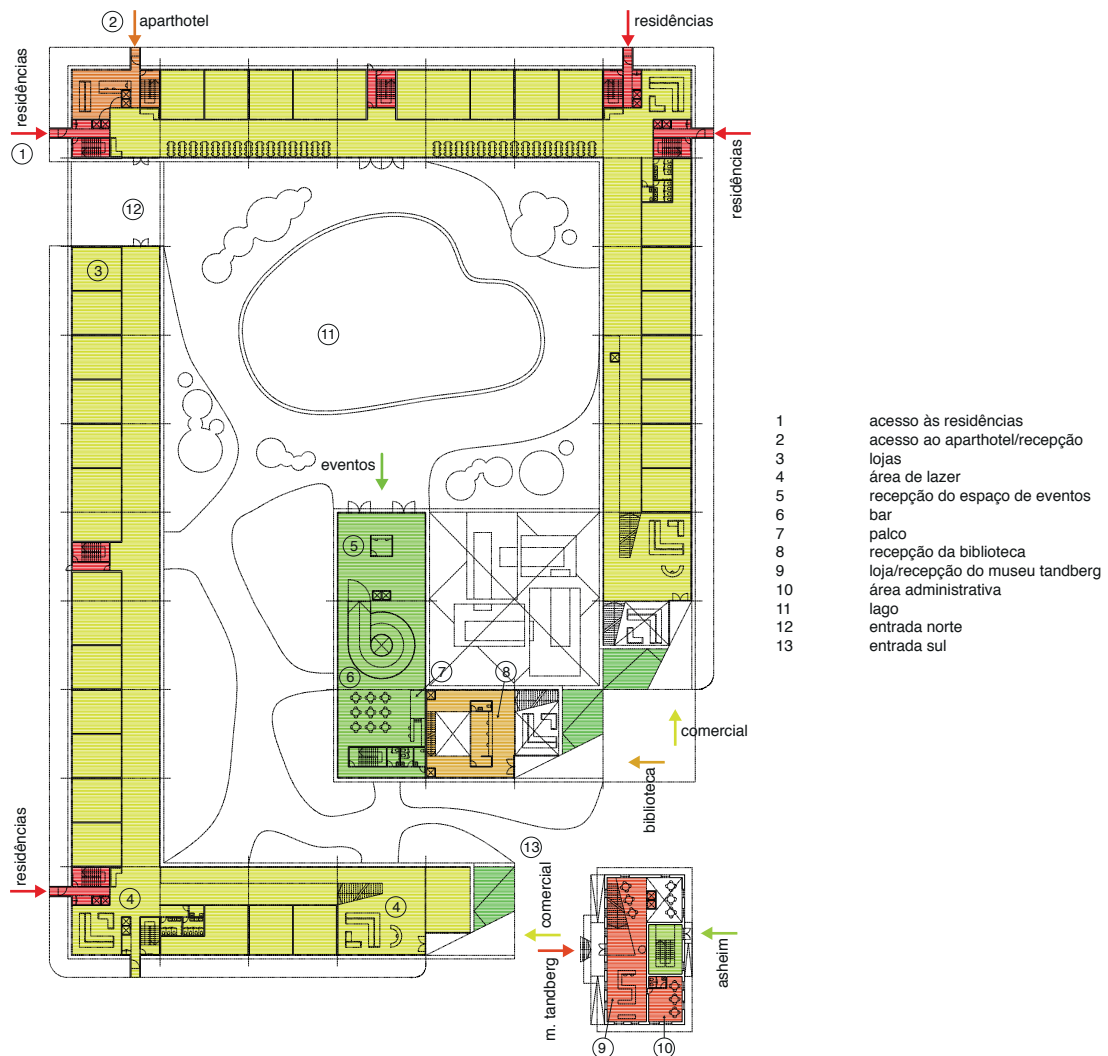 2 aparthotel
residências
residências
1
residências
12
3
11
eventos
5
6
7
8
comercial
biblioteca
residências
4
4
13
comercial
m. tandberg
asheim
9
10
1 acesso às residências
2 acesso ao aparthotel/recepção
3 lojas
4 área de lazer
5 recepção do espaço de eventos
6 bar
7 palco
8 recepção da biblioteca
9 loja/recepção do museu tandberg
10 área administrativa
11 lago
12 entrada norte
13 entrada sul